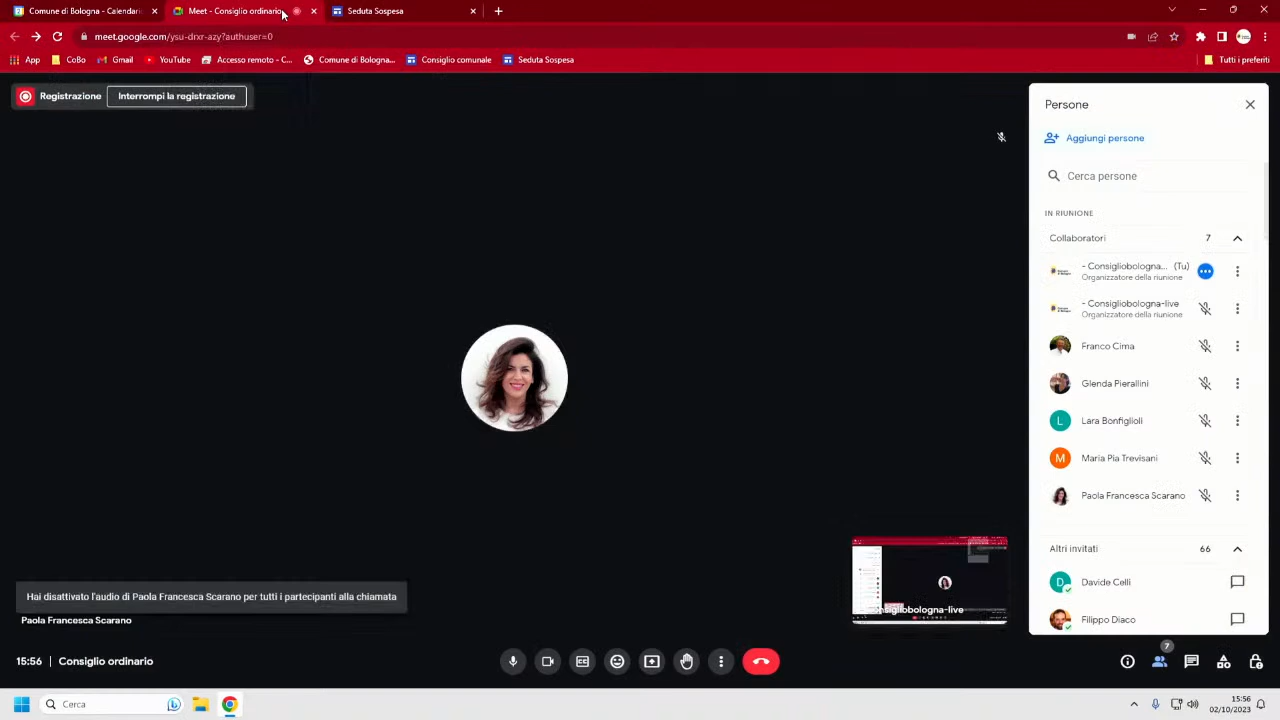 Comune di Bologna - Calendari
Meet - Consiglio ordinario
Seduta Sospesa
meet.google.com/ysu-drxr-azy?authuser=0
App
CoBo
Gmail
YouTube
Accesso remoto - C...
Comune di Bologna...
Consiglio comunale
Seduta Sospesa
Tutti i preferiti
Registrazione
Interrompi la registrazione
Persone
Aggiungi persone
Cerca persone
IN RIUNIONE
Collaboratori 7
- Consigliobologna... (Tu)
Organizzatore della riunione
- Consigliobologna-live
Organizzatore della riunione
Franco Cima
Glenda Pierallini
L Lara Bonfiglioli
M Maria Pia Trevisani
Paola Francesca Scarano
Altri invitati 66
D Davide Celli
Filippo Diaco
Hai disattivato l'audio di Paola Francesca Scarano per tutti i partecipanti alla chiamata
Paola Francesca Scarano
15:56 | Consiglio ordinario
7
Cerca
15:56
02/10/2023